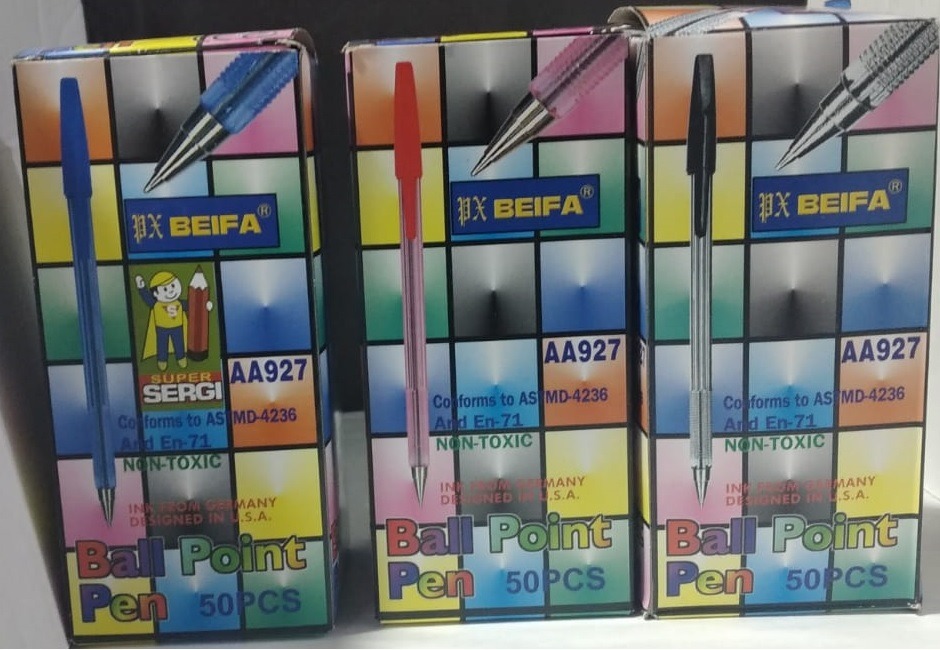 PX BEIFA®
S
SUPER
SERGI
AA927
Conforms to ASTMD-4236
And En-71
NON-TOXIC
INK FROM GERMANY
DESIGNED IN U.S.A.
Ball Point
Pen 50PCS
PX BEIFA®
AA927
Conforms to ASTMD-4236
And En-71
NON-TOXIC
INK FROM GERMANY
DESIGNED IN U.S.A.
Ball Point
Pen 50PCS
PX BEIFA®
AA927
Conforms to ASTMD-4236
And En-71
NON-TOXIC
INK FROM GERMANY
DESIGNED IN U.S.A.
Ball Point
Pen 50PCS